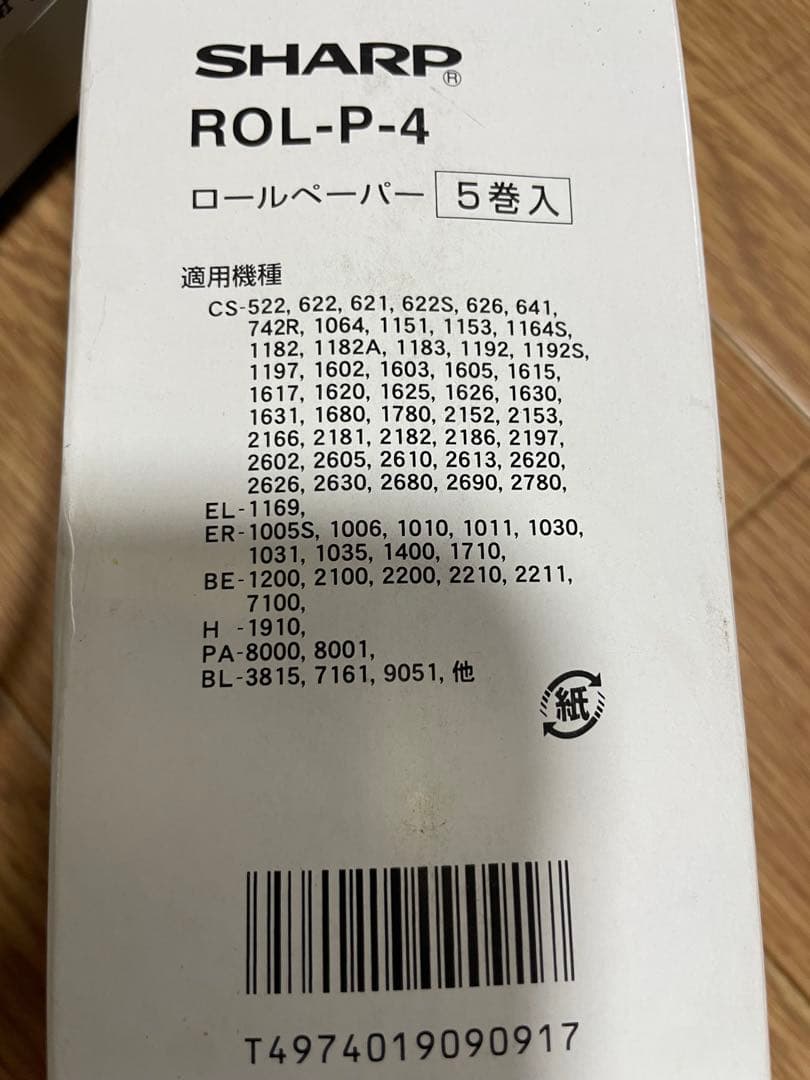 SHARP®
ROL-P-4
ロールペーパー 5巻入
適用機種
CS-522, 622, 621, 622S, 626, 641,
742R, 1064, 1151, 1153, 1164S,
1182, 1182A, 1183, 1192, 1192S,
1197, 1602, 1603, 1605, 1615,
1617, 1620, 1625, 1626, 1630,
1631, 1680, 1780, 2152, 2153,
2166, 2181, 2182, 2186, 2197,
2602, 2605, 2610, 2613, 2620,
2626, 2630, 2680, 2690, 2780,
EL-1169,
ER-1005S, 1006, 1010, 1011, 1030,
1031, 1035, 1400, 1710,
BE-1200, 2100, 2200, 2210, 2211,
7100,
H -1910,
PA-8000, 8001,
BL-3815, 7161, 9051, 他
紙
T4974019090917